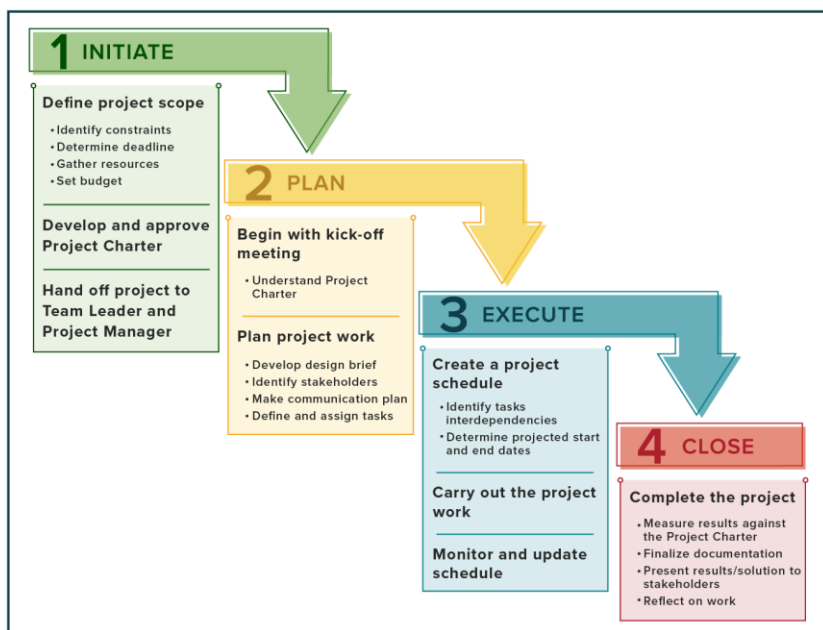 1 INITIATE
Define project scope
• Identify constraints
• Determine deadline
• Gather resources
• Set budget
Develop and approve
Project Charter
Hand off project to
Team Leader and
Project Manager
2 PLAN
Begin with kick-off
meeting
• Understand Project
Charter
Plan project work
• Develop design brief
• Identify stakeholders
• Make communication plan
• Define and assign tasks
3 EXECUTE
Create a project
schedule
• Identify tasks
interdependencies
• Determine projected start
and end dates
Carry out the project
work
Monitor and update
schedule
4 CLOSE
Complete the project
• Measure results against
the Project Charter
• Finalize documentation
• Present results/solution to
stakeholders
• Reflect on work